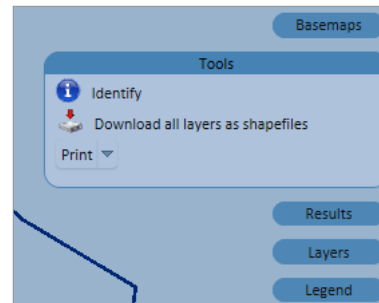 Basemaps
Tools
Identify
Download all layers as shapefiles
Print
Results
Layers
Legend